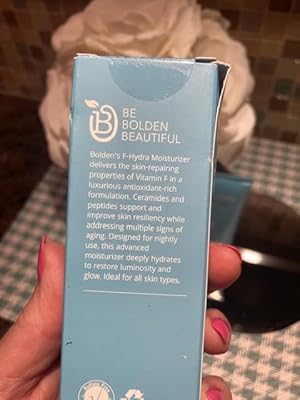 B
BE
BOLDEN
BEAUTIFUL
Bolden's F-Hydra Moisturizer
delivers the skin-repairing
properties of Vitamin F in a
luxurious antioxidant-rich
formulation. Ceramides and
peptides support and
improve skin resiliency while
addressing multiple signs of
aging. Designed for nightly
use, this advanced
moisturizer deeply hydrates
to restore luminosity and
glow. Ideal for all skin types.